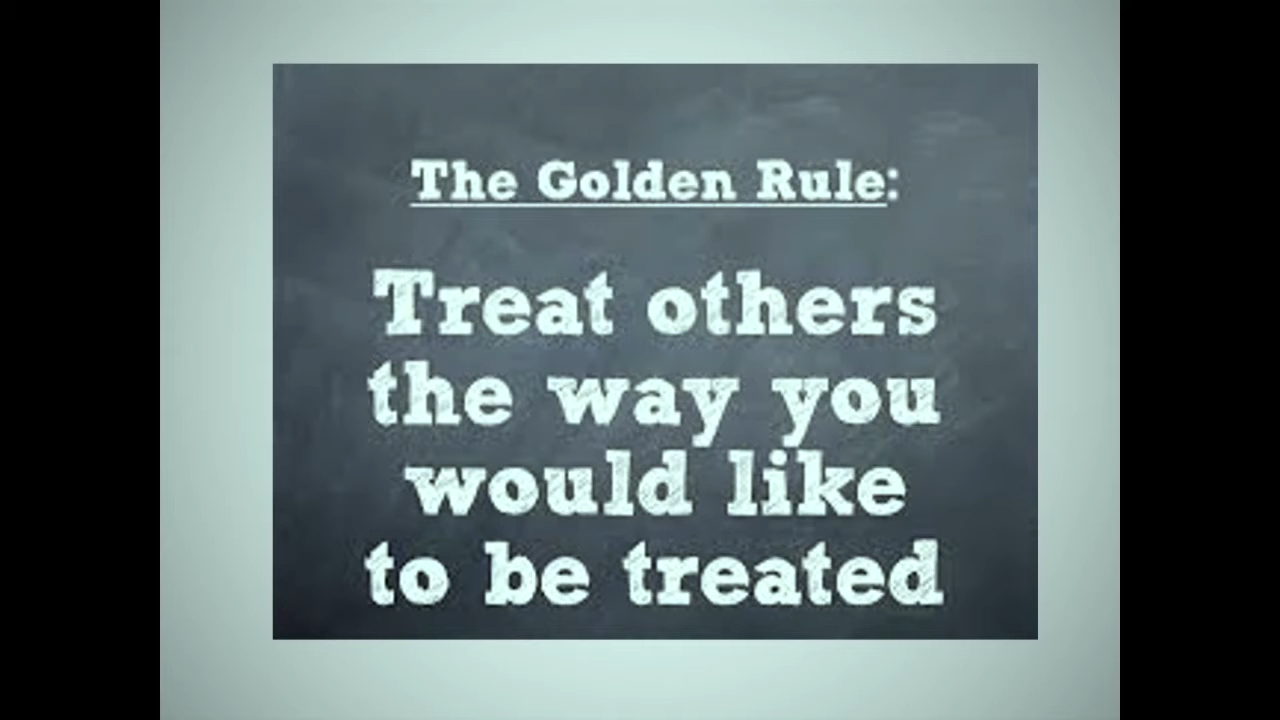 The Golden Rule:
Treat others
the way you
would like
to be treated